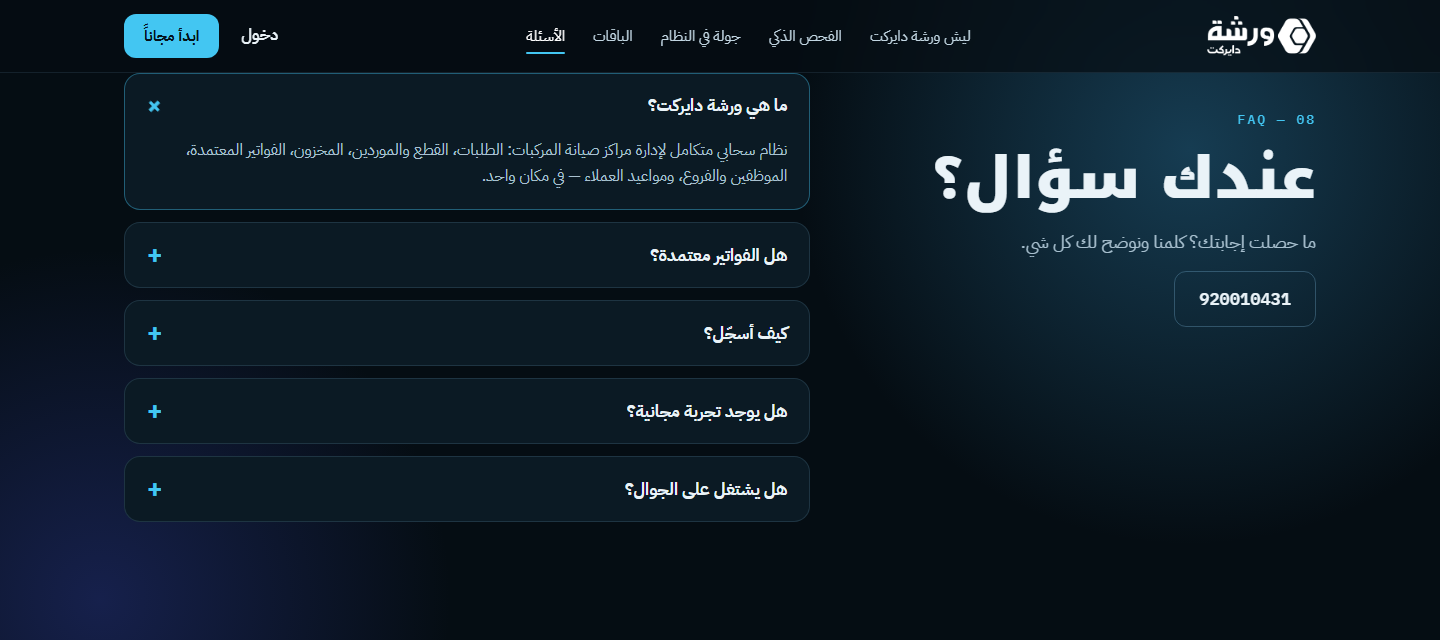 ورشة
دايركت
ليش ورشة دايركت
الفحص الذكي
جولة في النظام
الباقات
الأسئلة
دخول
ابدأ مجاناً
FAQ — 08
عندك سؤال؟
ما حصلت إجابتك؟ كلمنا ونوضح لك كل شي.
920010431
ما هي ورشة دايركت؟
نظام سحابي متكامل لإدارة مراكز صيانة المركبات: الطلبات، القطع والموردين، المخزون، الفواتير المعتمدة،
الموظفين والفروع، ومواعيد العملاء — في مكان واحد.
هل الفواتير معتمدة؟
كيف أسجّل؟
هل يوجد تجربة مجانية؟
هل يشتغل على الجوال؟